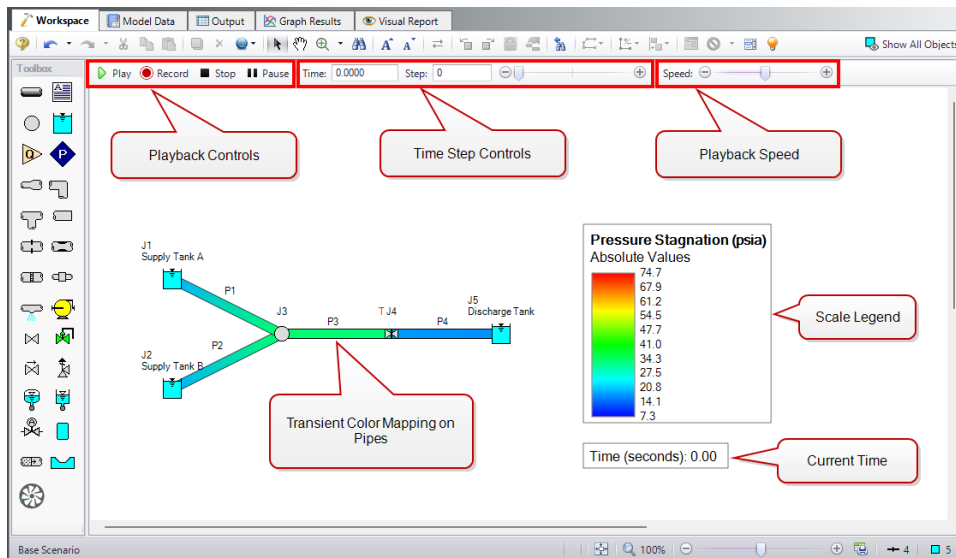 Workspace Model Data Output Graph Results Visual Report
Show All Objects
Toolbox
Play Record Stop Pause Time: 0.0000 Step: 0 Speed:
Playback Controls
Time Step Controls
Playback Speed
Pressure Stagnation (psia)
Absolute Values
74.7
67.9
61.2
54.5
47.7
41.0
34.3
27.5
20.8
14.1
7.3
Scale Legend
J1
Supply Tank A
P1
J3
P3
T J4
P4
J5
Discharge Tank
P2
J2
Supply Tank B
Transient Color Mapping on
Pipes
Time (seconds): 0.00
Current Time
Base Scenario
100%
4
5